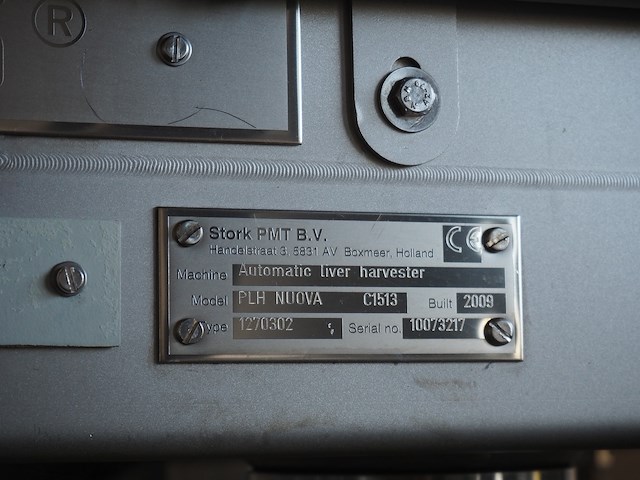 ®
Stork PMT B.V.
Handelstraat 3, 5831 AV Boxmeer, Holland
CE
Machine Automatic liver harvester
Model PLH NUOVA C1513 Built 2009
Type 1270302 Serial no. 10073217